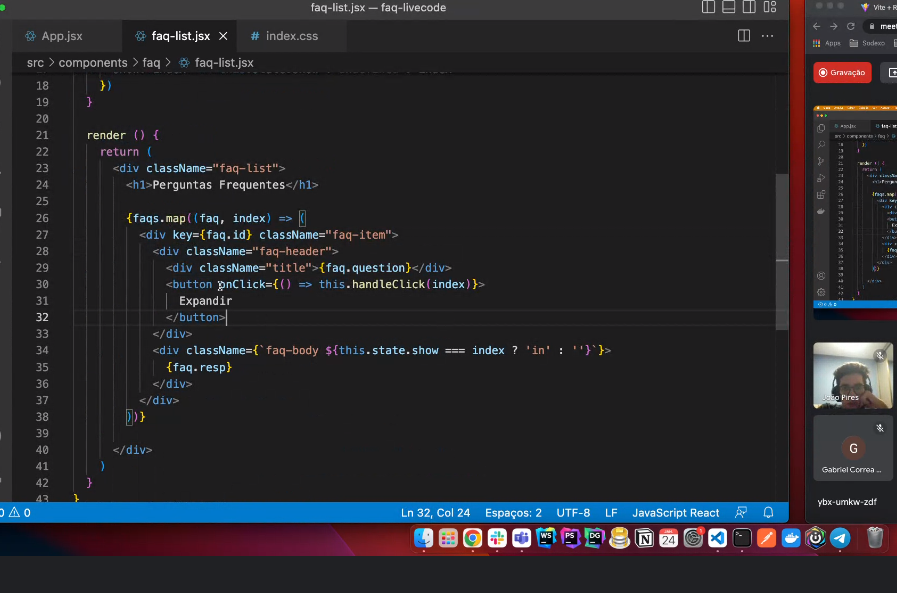 faq-list.jsx — faq-livecode
Vite + R
App.jsx
faq-list.jsx
index.css
meet
Apps
Sodexo
src > components > faq > faq-list.jsx
Gravação
18 })
19 }
20
21 render () {
22 return (
23 <div className="faq-list">
24 <h1>Perguntas Frequentes</h1>
25
26 {faqs.map((faq, index) => (
27 <div key={faq.id} className="faq-item">
28 <div className="faq-header">
29 <div className="title">{faq.question}</div>
30 <button onClick={() => this.handleClick(index)}>
31 Expandir
32 </button>
33 </div>
34 <div className={`faq-body ${this.state.show === index ? 'in' : ''}`}>
35 {faq.resp}
36 </div>
37 </div>
38 ))}
39
40 </div>
41 )
42 }
43 }
João Pires
G
Gabriel Correa ...
ybx-umkw-zdf
0 0
Ln 32, Col 24
Espaços: 2
UTF-8
LF
JavaScript React
WS
PS
DG
24